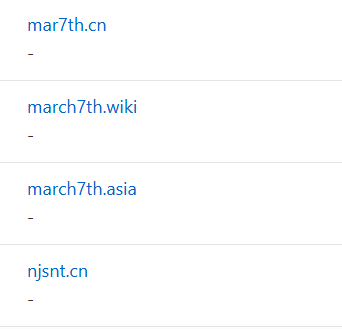 mar7th.cn
-
march7th.wiki
-
march7th.asia
-
njsnt.cn
-